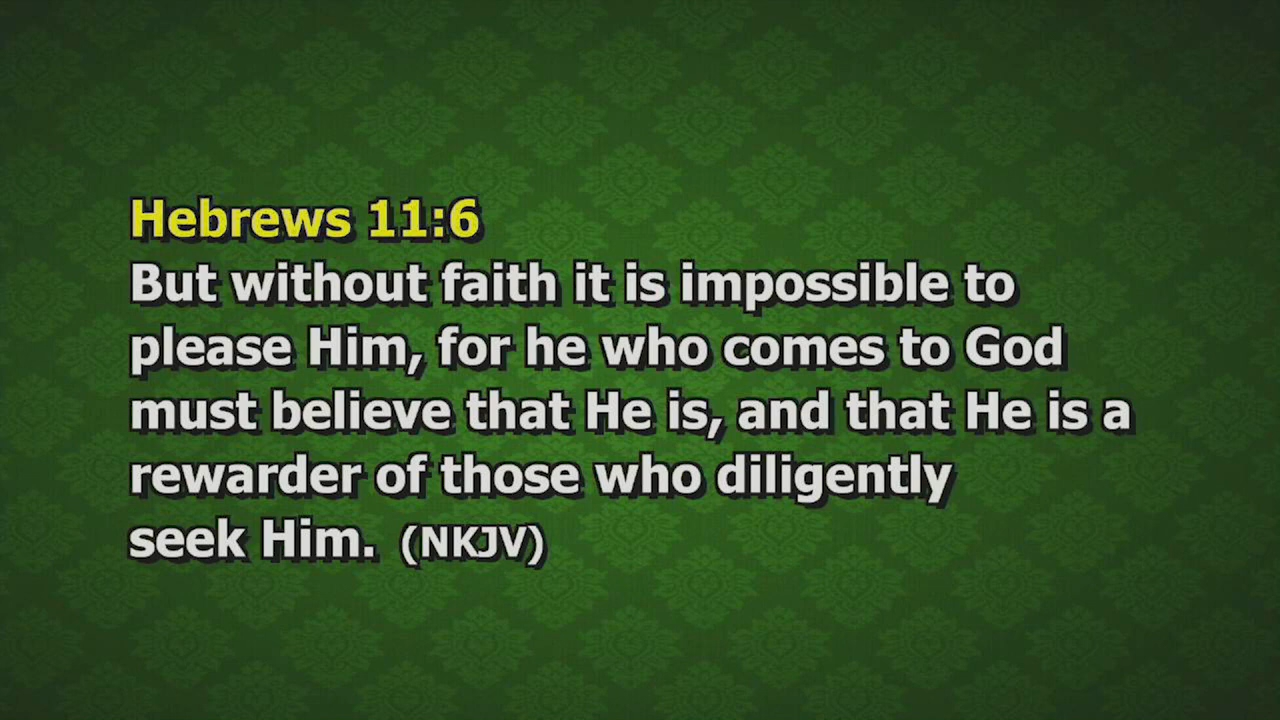 Hebrews 11:6
But without faith it is impossible to
please Him, for he who comes to God
must believe that He is, and that He is a
rewarder of those who diligently
seek Him. (NKJV)